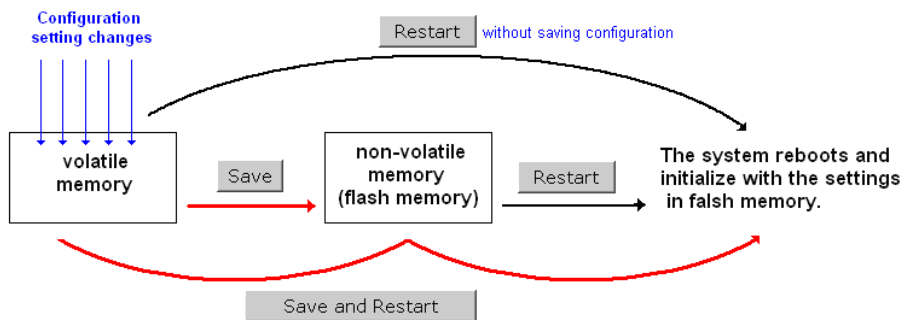 Configuration
setting changes
Restart without saving configuration
volatile
memory
Save
non-volatile
memory
(flash memory)
Restart
The system reboots and
initialize with the settings
in falsh memory.
Save and Restart